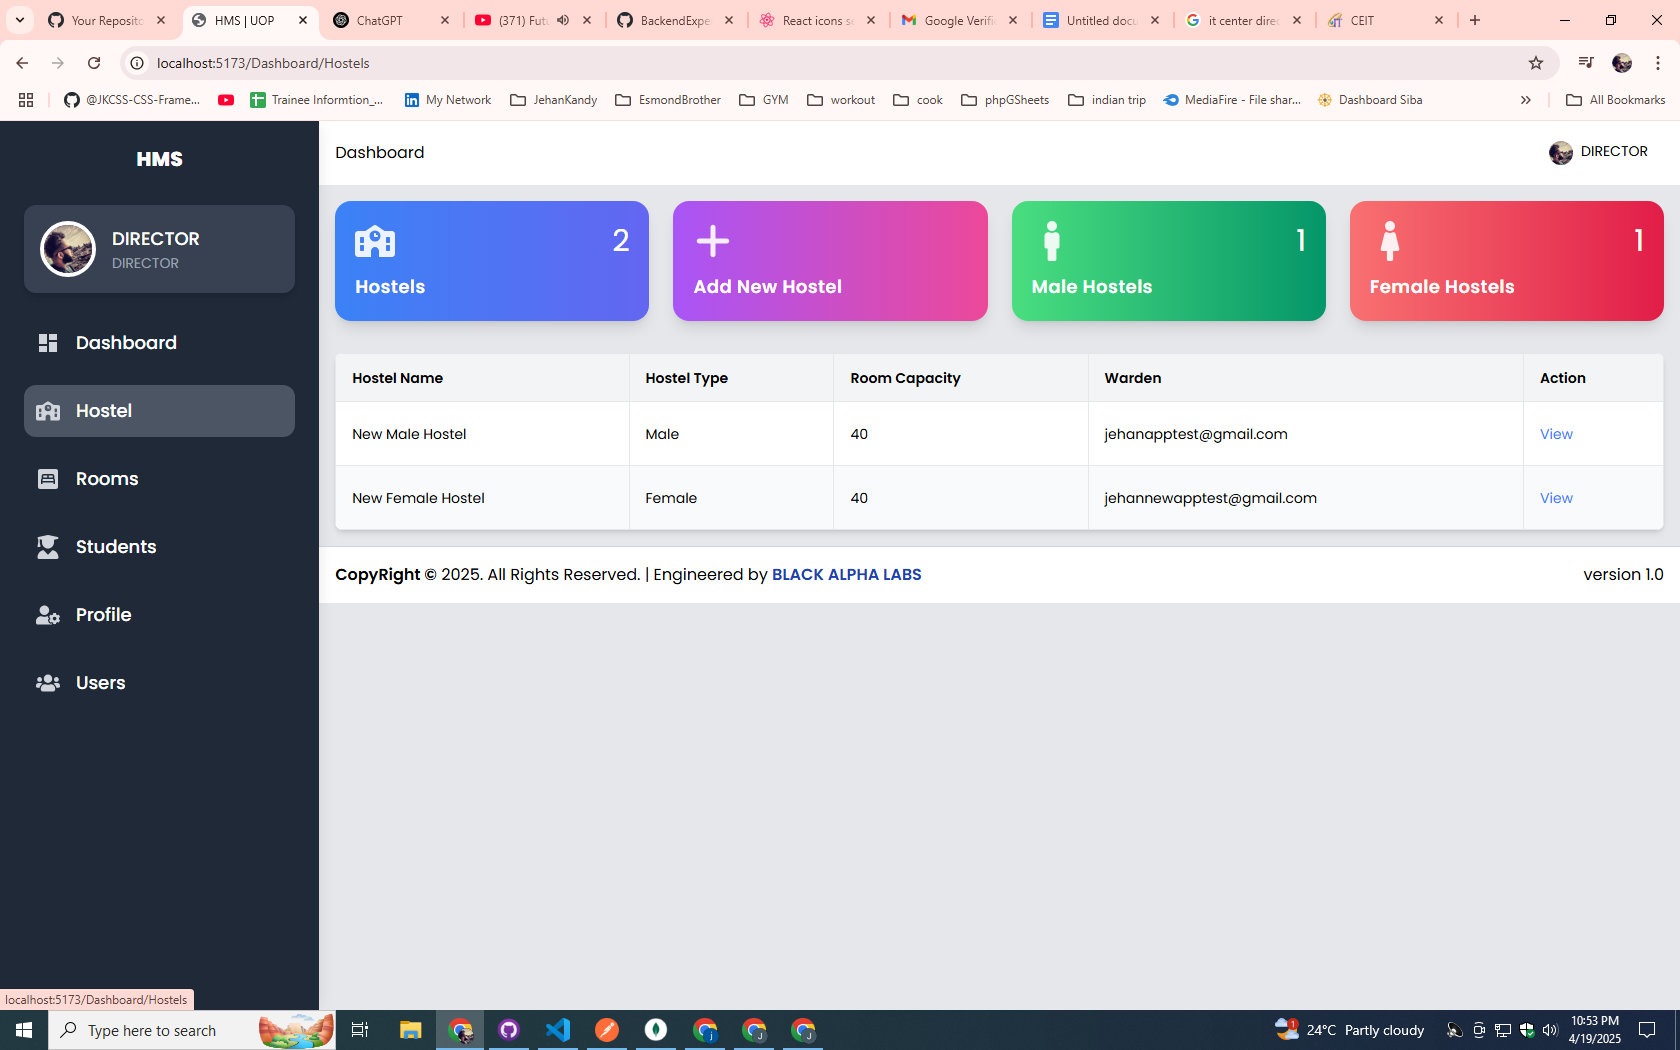 Your Reposito
HMS | UOP
ChatGPT
(371) Futu
BackendExpe
React icons se
Google Verific
Untitled docu
it center direc
CEIT
localhost:5173/Dashboard/Hostels
@JKCSS-CSS-Frame...
Trainee Informtion_...
My Network
JehanKandy
EsmondBrother
GYM
workout
cook
phpGSheets
indian trip
MediaFire - File shar...
Dashboard Siba
All Bookmarks
HMS
DIRECTOR
DIRECTOR
Dashboard
Hostel
Rooms
Students
Profile
Users
Dashboard
DIRECTOR
2
Hostels
Add New Hostel
1
Male Hostels
1
Female Hostels
Hostel Name Hostel Type Room Capacity Warden Action
New Male Hostel Male 40 jehanapptest@gmail.com View
New Female Hostel Female 40 jehannewapptest@gmail.com View
CopyRight © 2025. All Rights Reserved. | Engineered by BLACK ALPHA LABS
version 1.0
localhost:5173/Dashboard/Hostels
Type here to search
1
24°C Partly cloudy
10:53 PM
4/19/2025